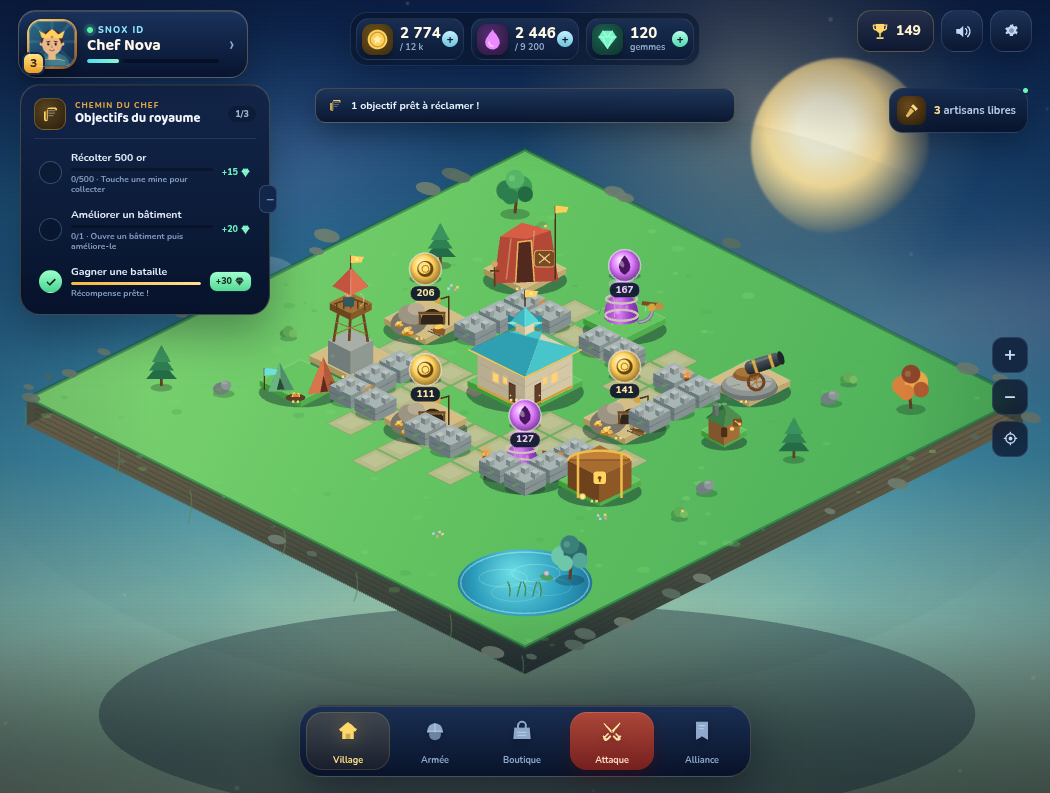 SNOX ID
Chef Nova
3
2 774
/ 12 k
2 446
/ 9 200
120
gemmes
149
1 objectif prêt à réclamer !
3 artisans libres
CHEMIN DU CHEF
Objectifs du royaume
1/3
Récolter 500 or
0/500 · Touche une mine pour
collecter
+15
Améliorer un bâtiment
0/1 · Ouvre un bâtiment puis
améliore-le
+20
Gagner une bataille
Récompense prête !
+30
206
167
111
141
127
Village
Armée
Boutique
Attaque
Alliance